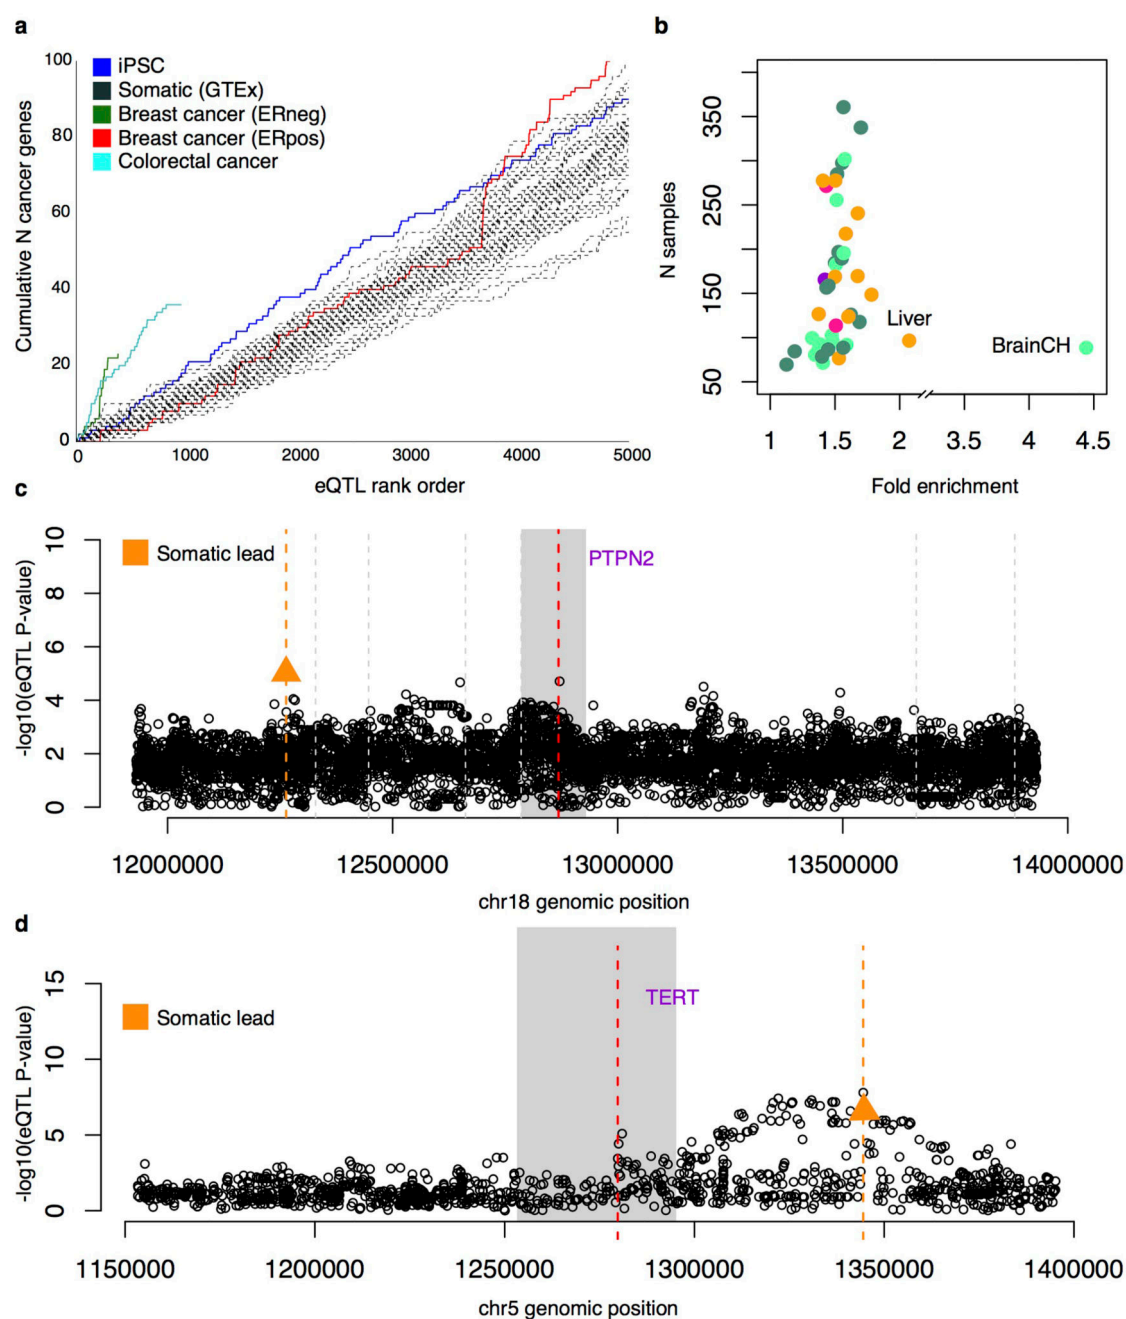 a
Cumulative N cancer genes
100
80
60
40
20
0
iPSC
Somatic (GTEx)
Breast cancer (ERneg)
Breast cancer (ERpos)
Colorectal cancer
0 1000 2000 3000 4000 5000
eQTL rank order
b
N samples
350
250
150
50
Liver
BrainCH
1 1.5 2 3.5 4 4.5
Fold enrichment
c
-log10(eQTL P-value)
10
8
6
4
2
0
Somatic lead
PTPN2
12000000 12500000 13000000 13500000 14000000
chr18 genomic position
d
-log10(eQTL P-value)
15
10
5
0
Somatic lead
TERT
1150000 1200000 1250000 1300000 1350000 1400000
chr5 genomic position